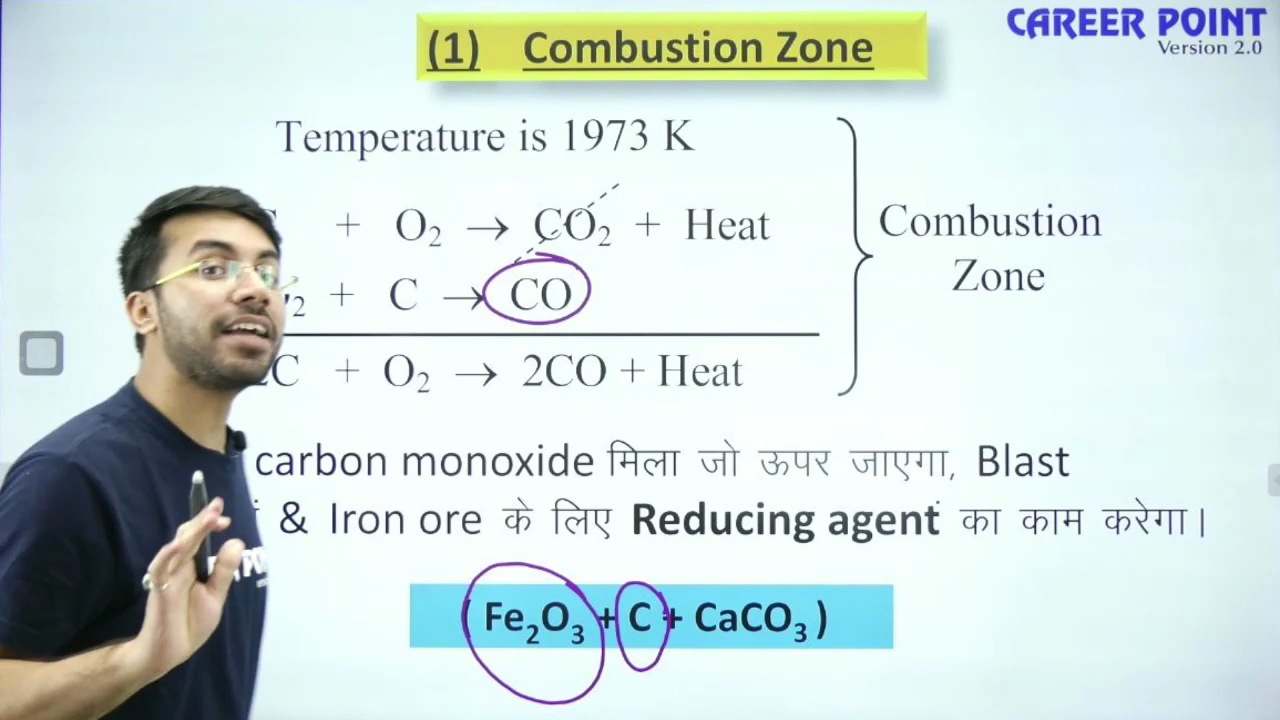 CAREER POINT
Version 2.0
(1) Combustion Zone
Temperature is 1973 K
+ O₂ → CO₂ + Heat
+ C → CO
C + O₂ → 2CO + Heat
Combustion
Zone
carbon monoxide मिला जो ऊपर जाएगा, Blast
& Iron ore के लिए Reducing agent का काम करेगा।
( Fe₂O₃ + C + CaCO₃ )